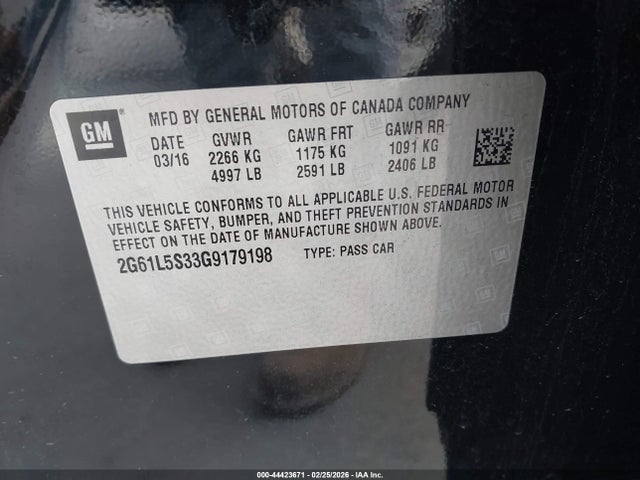 GM
MFD BY GENERAL MOTORS OF CANADA COMPANY
DATE GVWR GAWR FRT GAWR RR
03/16 2266 KG 1175 KG 1091 KG
4997 LB 2591 LB 2406 LB
THIS VEHICLE CONFORMS TO ALL APPLICABLE U.S. FEDERAL MOTOR
VEHICLE SAFETY, BUMPER, AND THEFT PREVENTION STANDARDS IN
EFFECT ON THE DATE OF MANUFACTURE SHOWN ABOVE.
2G61L5S33G9179198 TYPE: PASS CAR
000-44423671 - 02/25/2026 - IAA Inc.